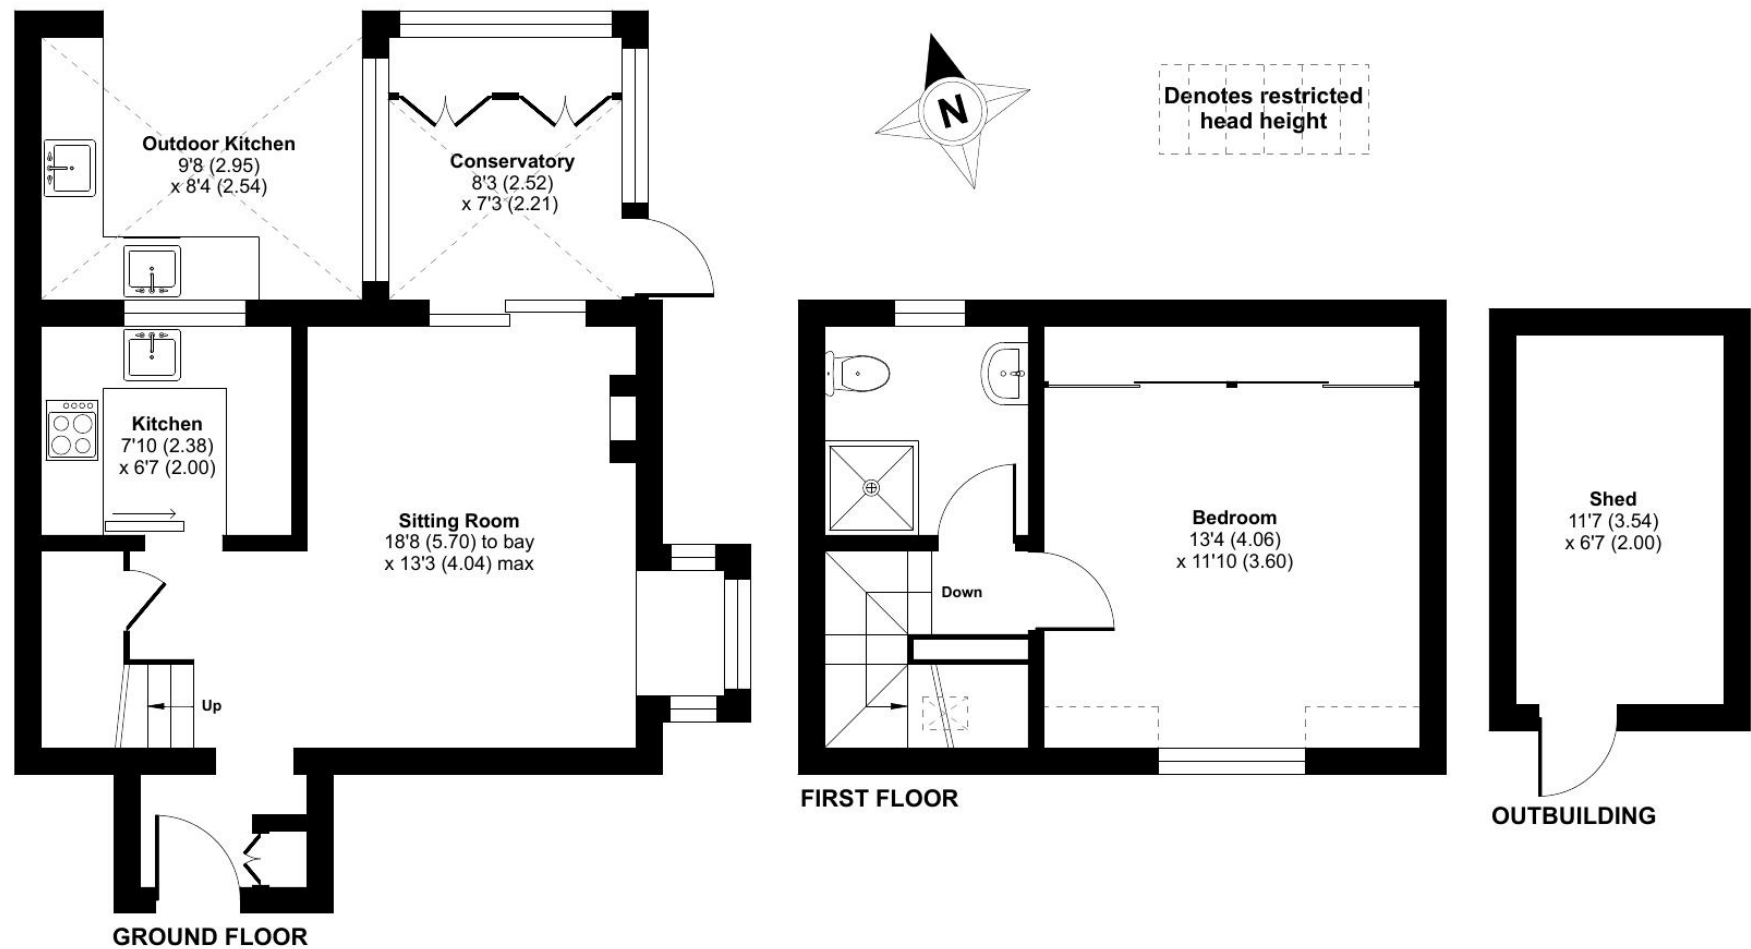 N
Denotes restricted
head height
Outdoor Kitchen
9'8 (2.95)
x 8'4 (2.54)
Conservatory
8'3 (2.52)
x 7'3 (2.21)
Kitchen
7'10 (2.38)
x 6'7 (2.00)
Sitting Room
18'8 (5.70) to bay
x 13'3 (4.04) max
Up
GROUND FLOOR
Down
Bedroom
13'4 (4.06)
x 11'10 (3.60)
FIRST FLOOR
Shed
11'7 (3.54)
x 6'7 (2.00)
OUTBUILDING